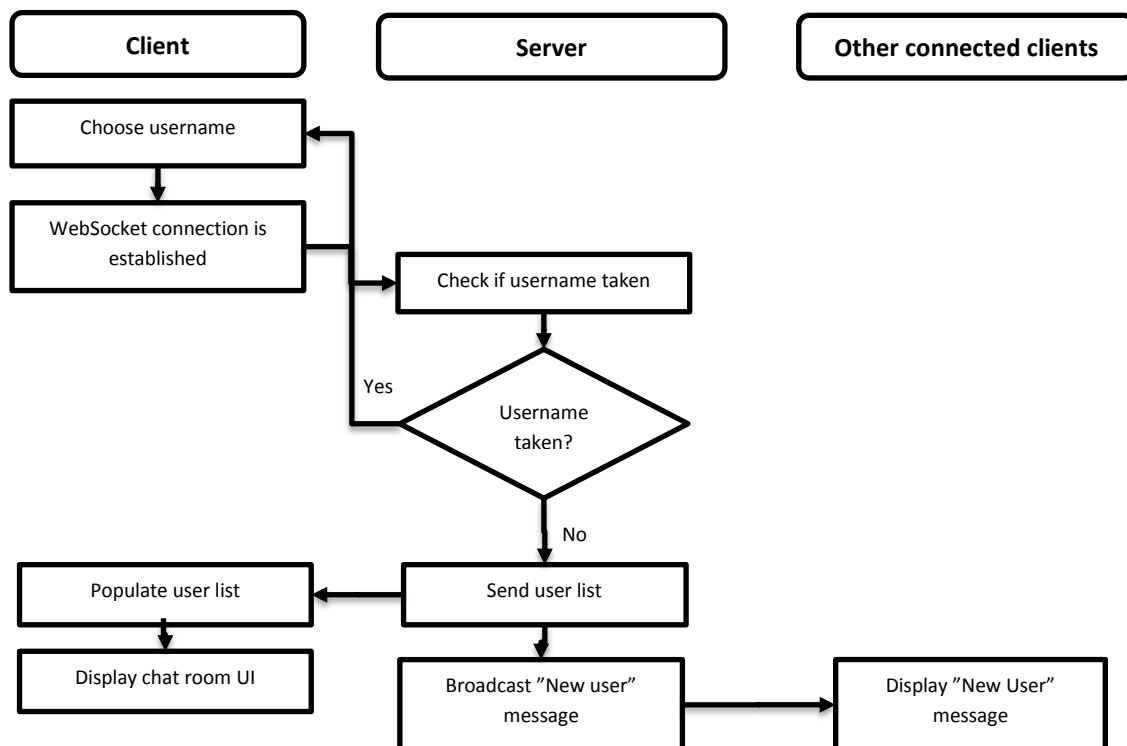 Client
Server
Other connected clients
Choose username
WebSocket connection is
established
Check if username taken
Yes
Username
taken?
No
Populate user list
Send user list
Display chat room UI
Broadcast ”New user”
message
Display ”New User”
message